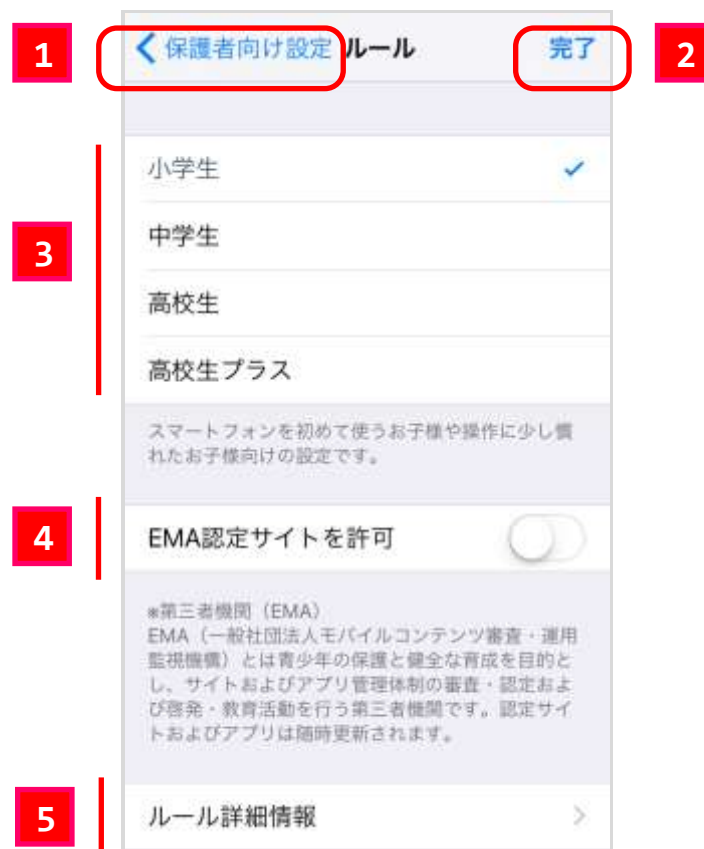 1
保護者向け設定 ルール 完了
2
3
小学生
中学生
高校生
高校生プラス
スマートフォンを初めて使うお子様や操作に少し慣
れたお子様向けの設定です。
4
EMA認定サイトを許可
*第三者機関（EMA）
EMA（一般社団法人モバイルコンテンツ審査・運用
監視機構）とは青少年の保護と健全な育成を目的と
し、サイトおよびアプリ管理体制の審査・認定およ
び啓発・教育活動を行う第三者機関です。認定サイ
トおよびアプリは随時更新されます。
5
ルール詳細情報